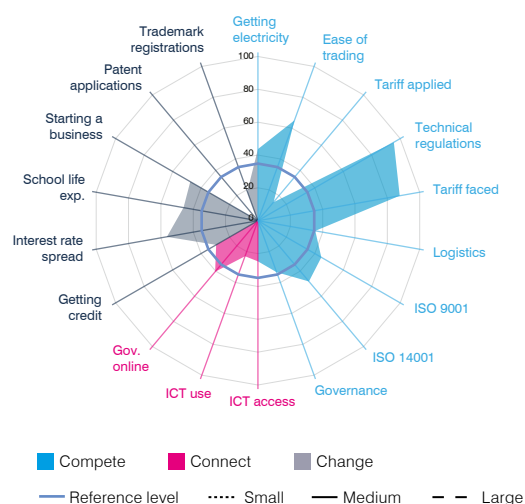 Getting
electricity
Ease of
trading
Tariff applied
Technical
regulations
Tariff faced
Logistics
ISO 9001
ISO 14001
Governance
ICT access
ICT use
Gov.
online
Getting
credit
Interest rate
spread
School life
exp.
Starting a
business
Patent
applications
Trademark
registrations
100
80
60
40
20
0
Compete Connect Change
Reference level Small Medium Large